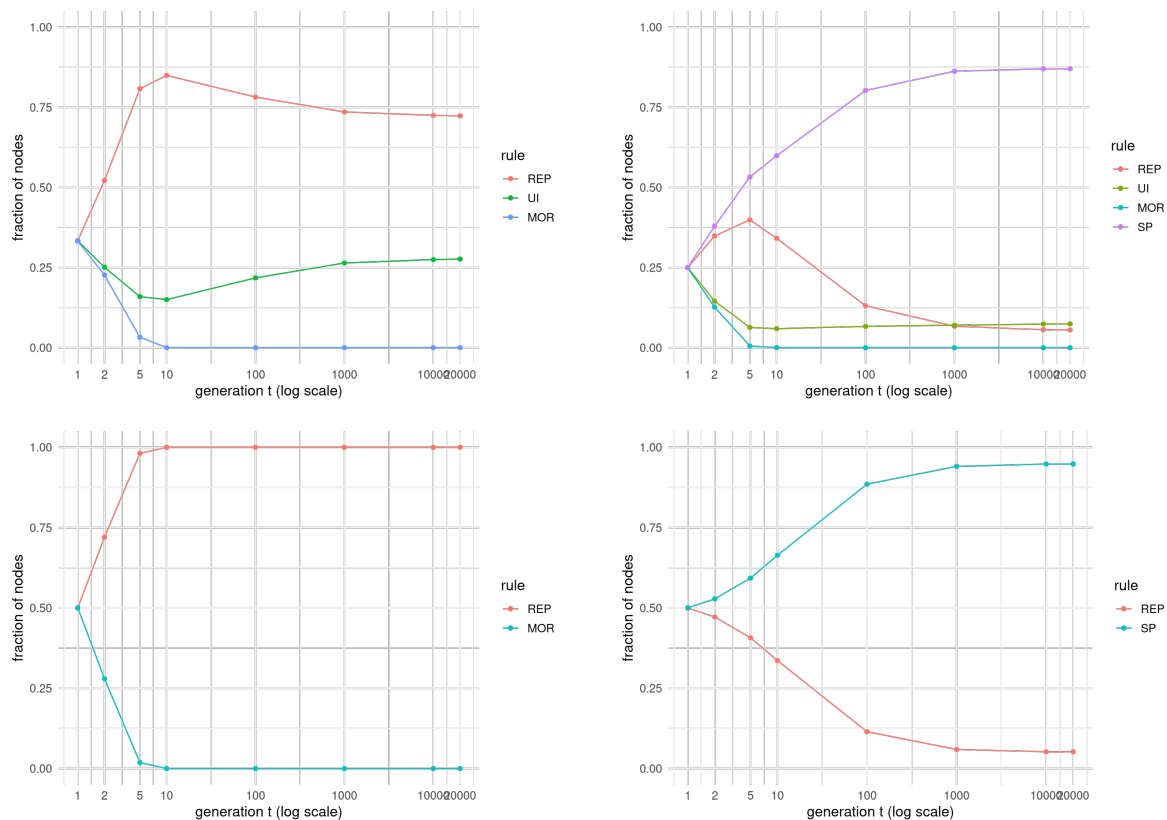 1.00
0.75
0.50
0.25
0.00
fraction of nodes
1 2 5 10 100 1000 10000 20000
generation t (log scale)
rule
REP
UI
MOR
1.00
0.75
0.50
0.25
0.00
fraction of nodes
1 2 5 10 100 1000 10000 20000
generation t (log scale)
rule
REP
UI
MOR
SP
1.00
0.75
0.50
0.25
0.00
fraction of nodes
1 2 5 10 100 1000 10000 20000
generation t (log scale)
rule
REP
MOR
1.00
0.75
0.50
0.25
0.00
fraction of nodes
1 2 5 10 100 1000 10000 20000
generation t (log scale)
rule
REP
SP